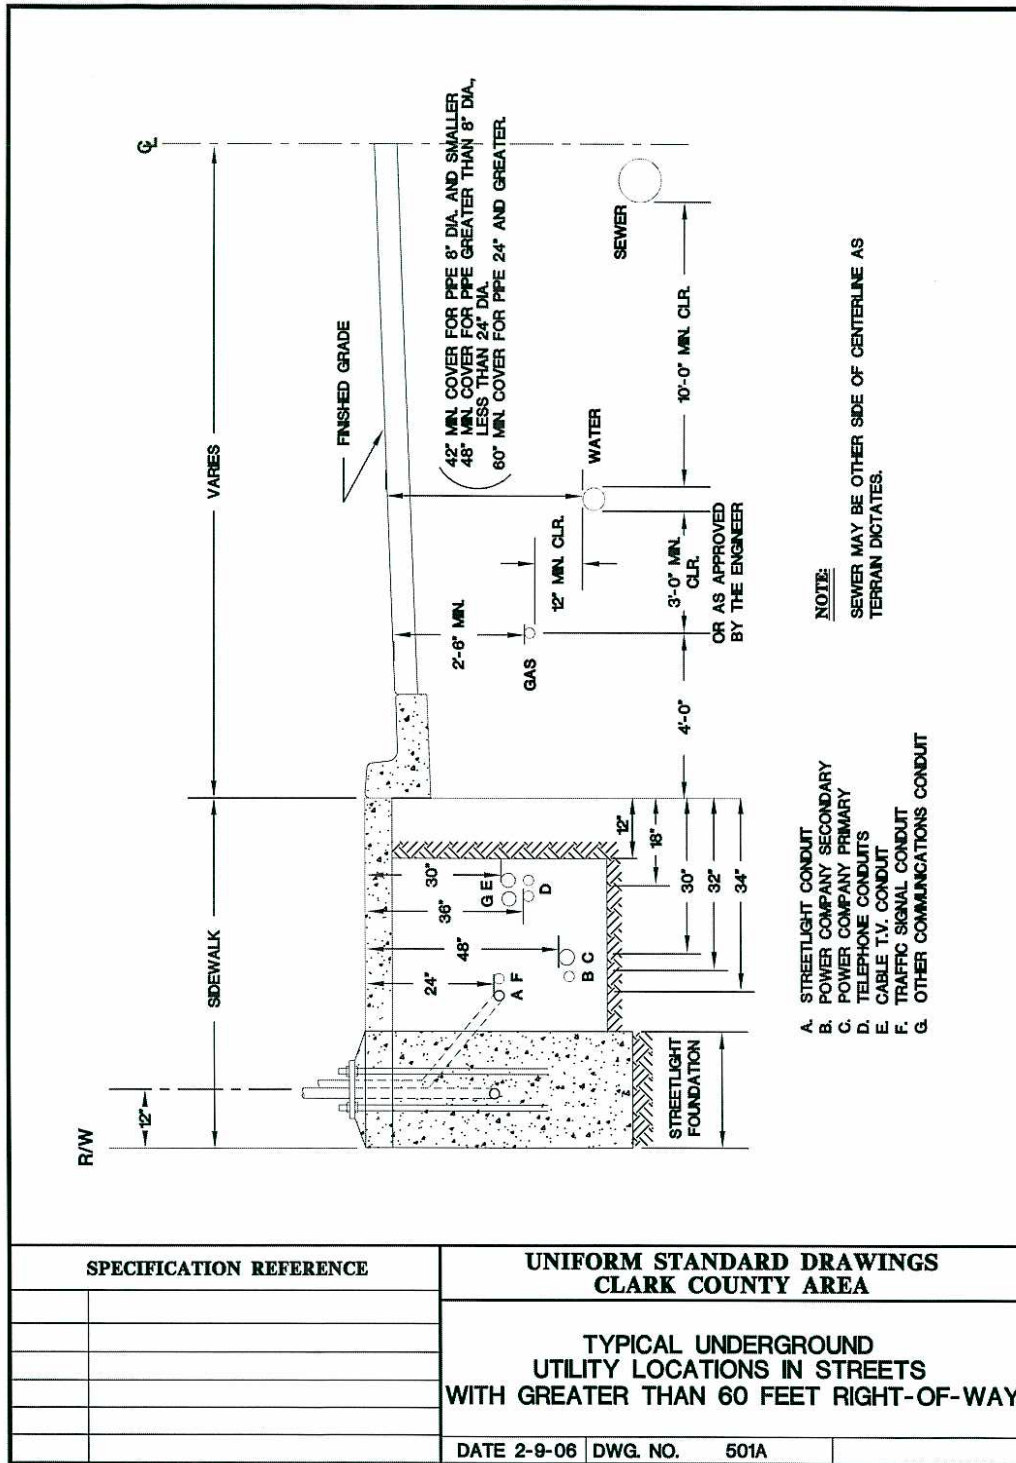 R/W
12"
SIDEWALK
VARIES
℄
FINISHED GRADE
42" MIN. COVER FOR PIPE 8" DIA. AND SMALLER
48" MIN. COVER FOR PIPE GREATER THAN 8" DIA.,
LESS THAN 24" DIA.
60" MIN. COVER FOR PIPE 24" AND GREATER.
24"
48"
36"
30"
A F
B C
G E
D
2'-6" MIN.
GAS
12" MIN. CLR.
WATER
SEWER
STREETLIGHT
FOUNDATION
12"
18"
30"
32"
34"
4'-0"
3'-0" MIN.
CLR.
10'-0" MIN. CLR.
OR AS APPROVED
BY THE ENGINEER
A. STREETLIGHT CONDUIT
B. POWER COMPANY SECONDARY
C. POWER COMPANY PRIMARY
D. TELEPHONE CONDUITS
E. CABLE T.V. CONDUIT
F. TRAFFIC SIGNAL CONDUIT
G. OTHER COMMUNICATIONS CONDUIT
NOTE:
SEWER MAY BE OTHER SIDE OF CENTERLINE AS
TERRAIN DICTATES.
SPECIFICATION REFERENCE
UNIFORM STANDARD DRAWINGS
CLARK COUNTY AREA
TYPICAL UNDERGROUND
UTILITY LOCATIONS IN STREETS
WITH GREATER THAN 60 FEET RIGHT-OF-WAY
DATE 2-9-06 DWG. NO. 501A